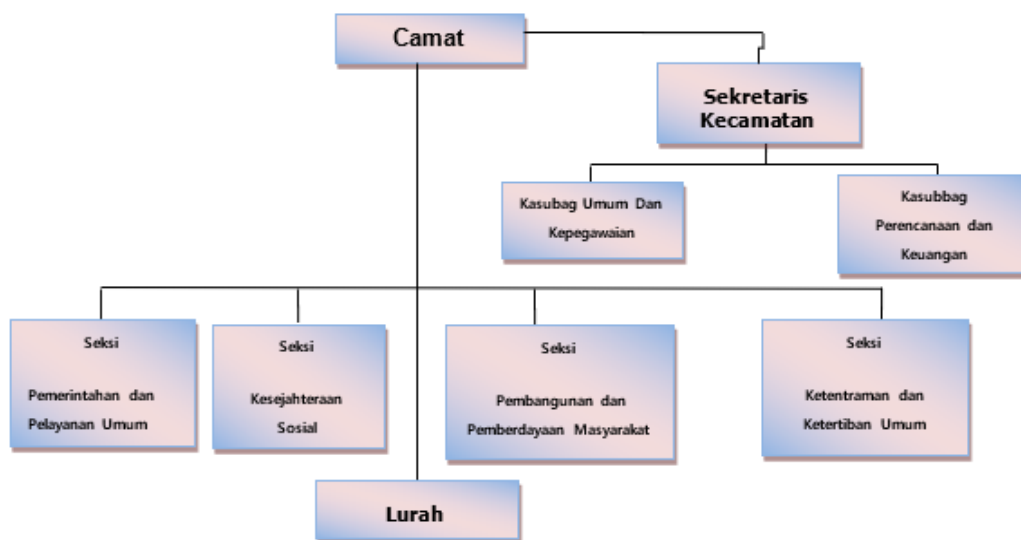 Camat
Sekretaris
Kecamatan
Kasubag Umum Dan
Kepegawaian
Kasubbag
Perencanaan dan
Keuangan
Seksi
Pemerintahan dan
Pelayanan Umum
Seksi
Kesejahteraan
Sosial
Seksi
Pembangunan dan
Pemberdayaan Masyarakat
Seksi
Ketentraman dan
Ketertiban Umum
Lurah